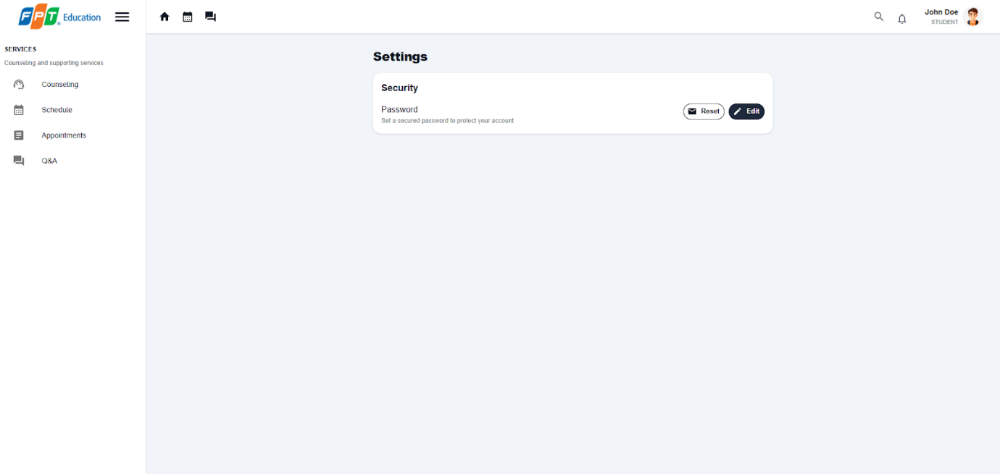 FPT Education
John Doe
STUDENT
SERVICES
Counseling and supporting services
Counseling
Schedule
Appointments
Q&A
Settings
Security
Password
Set a secured password to protect your account
Reset
Edit